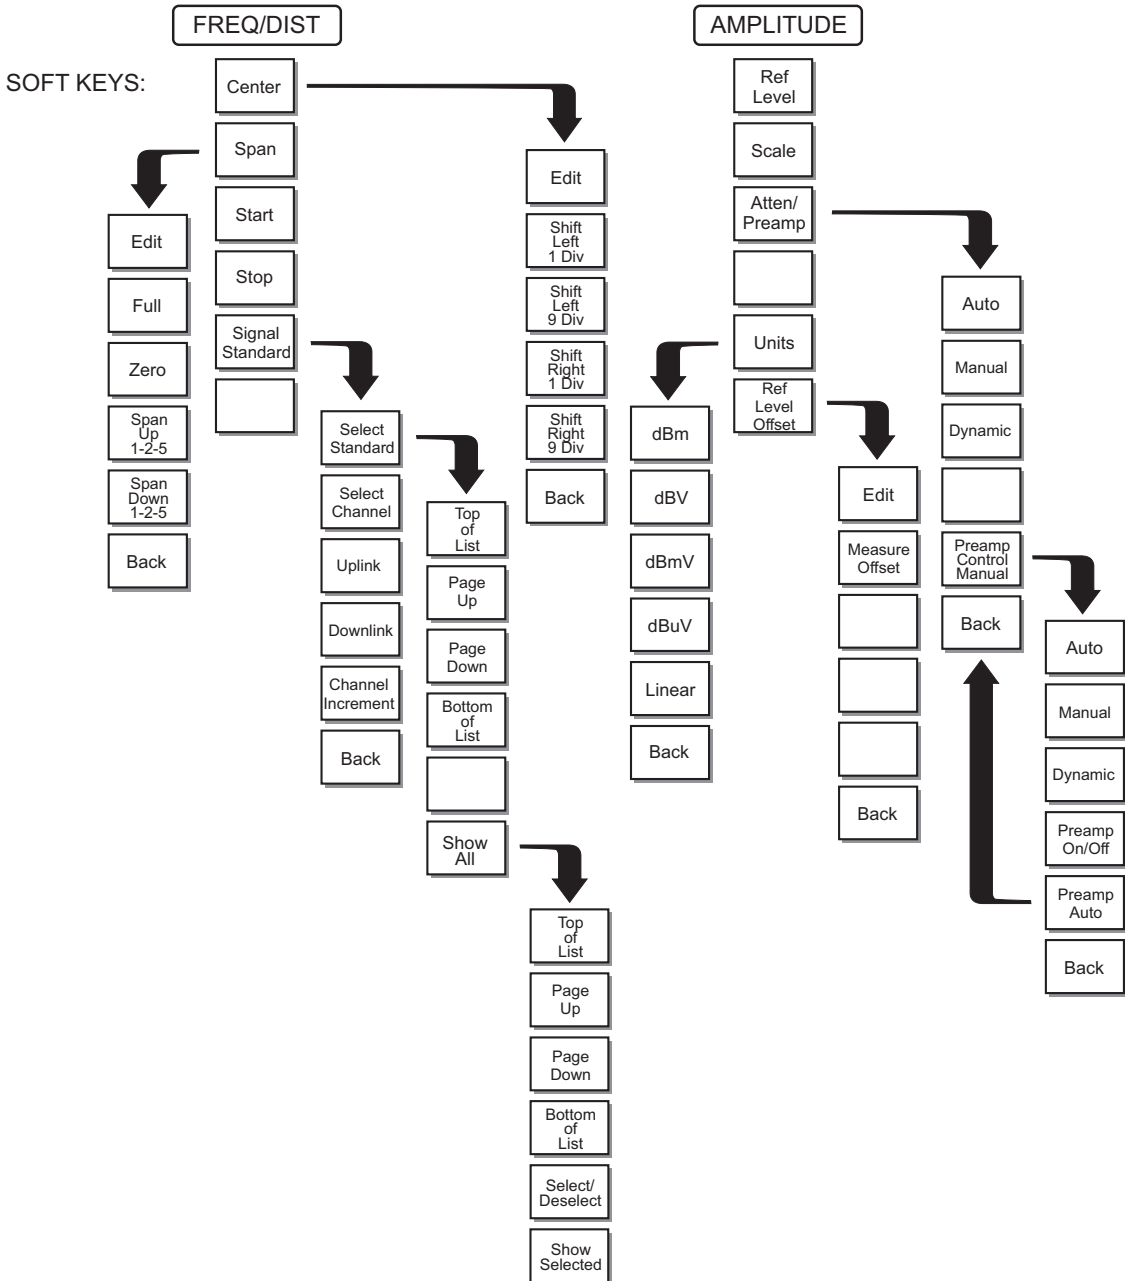 FREQ/DIST
SOFT KEYS:
Center
Span
Start
Stop
Signal
Standard
Edit
Full
Zero
Span
Up
1-2-5
Span
Down
1-2-5
Back
Edit
Shift
Left
1 Div
Shift
Left
9 Div
Shift
Right
1 Div
Shift
Right
9 Div
Back
Select
Standard
Select
Channel
Uplink
Downlink
Channel
Increment
Back
Top
of
List
Page
Up
Page
Down
Bottom
of
List
Show
All
Top
of
List
Page
Up
Page
Down
Bottom
of
List
Select/
Deselect
Show
Selected
AMPLITUDE
Ref
Level
Scale
Atten/
Preamp
Units
Ref
Level
Offset
dBm
dBV
dBmV
dBuV
Linear
Back
Edit
Measure
Offset
Back
Auto
Manual
Dynamic
Preamp
Control
Manual
Back
Auto
Manual
Dynamic
Preamp
On/Off
Preamp
Auto
Back